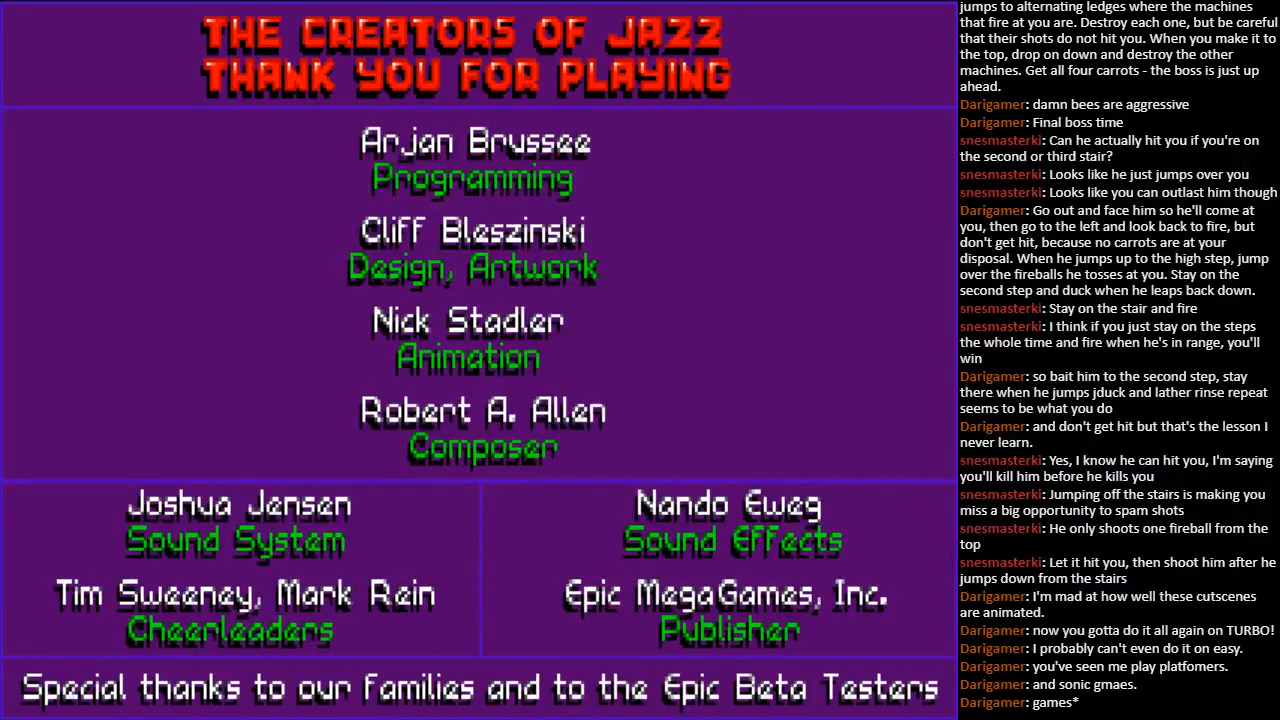 THE CREATORS OF JAZZ
THANK YOU FOR PLAYING
Arjan Brussee
Programming
Cliff Bleszinski
Design, Artwork
Nick Stadler
Animation
Robert A. Allen
Composer
Joshua Jensen
Sound System
Tim Sweeney, Mark Rein
Cheerleaders
Nando Eweg
Sound Effects
Epic MegaGames, Inc.
Publisher
Special thanks to our families and to the Epic Beta Testers
jumps to alternating ledges where the machines
that fire at you are. Destroy each one, but be careful
that their shots do not hit you. When you make it to
the top, drop on down and destroy the other
machines. Get all four carrots - the boss is just up
ahead.
Darigamer: damn bees are aggressive
Darigamer: Final boss time
snesmasterki: Can he actually hit you if you're on
the second or third stair?
snesmasterki: Looks like he just jumps over you
snesmasterki: Looks like you can outlast him though
Darigamer: Go out and face him so he'll come at
you, then go to the left and look back to fire, but
don't get hit, because no carrots are at your
disposal. When he jumps up to the high step, jump
over the fireballs he tosses at you. Stay on the
second step and duck when he leaps back down.
snesmasterki: Stay on the stair and fire
snesmasterki: I think if you just stay on the steps
the whole time and fire when he's in range, you'll
win
Darigamer: so bait him to the second step, stay
there when he jumps jduck and lather rinse repeat
seems to be what you do
Darigamer: and don't get hit but that's the lesson I
never learn.
snesmasterki: Yes, I know he can hit you, I'm saying
you'll kill him before he kills you
snesmasterki: Jumping off the stairs is making you
miss a big opportunity to spam shots
snesmasterki: He only shoots one fireball from the
top
snesmasterki: Let it hit you, then shoot him after he
jumps down from the stairs
Darigamer: I'm mad at how well these cutscenes
are animated.
Darigamer: now you gotta do it all again on TURBO!
Darigamer: I probably can't even do it on easy.
Darigamer: you've seen me play platfomers.
Darigamer: and sonic gmaes.
Darigamer: games*